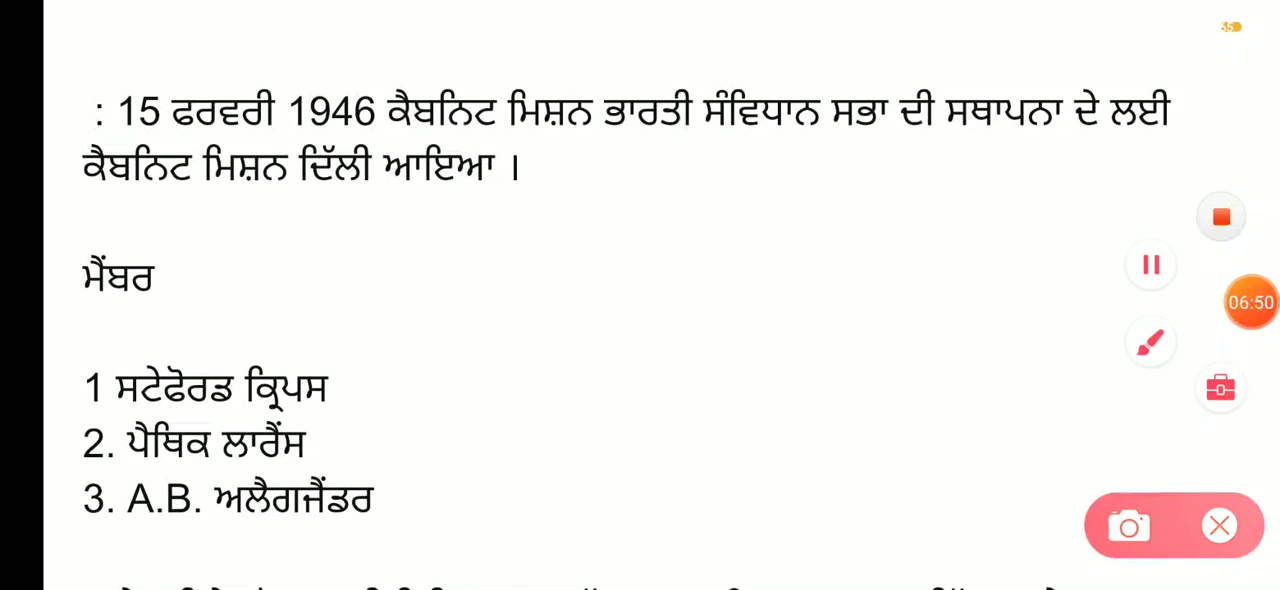 : 15 ਫਰਵਰੀ 1946 ਕੈਬਨਿਟ ਮਿਸ਼ਨ ਭਾਰਤੀ ਸੰਵਿਧਾਨ ਸਭਾ ਦੀ ਸਥਾਪਨਾ ਦੇ ਲਈ
ਕੈਬਨਿਟ ਮਿਸ਼ਨ ਦਿੱਲੀ ਆਇਆ ।
ਮੈਂਬਰ
06:50
1 ਸਟੇਫੋਰਡ ਕ੍ਰਿਪਸ
2. ਪੈਥਿਕ ਲਾਰੈਂਸ
3. A.B. ਅਲੈਗਜੈਂਡਰ